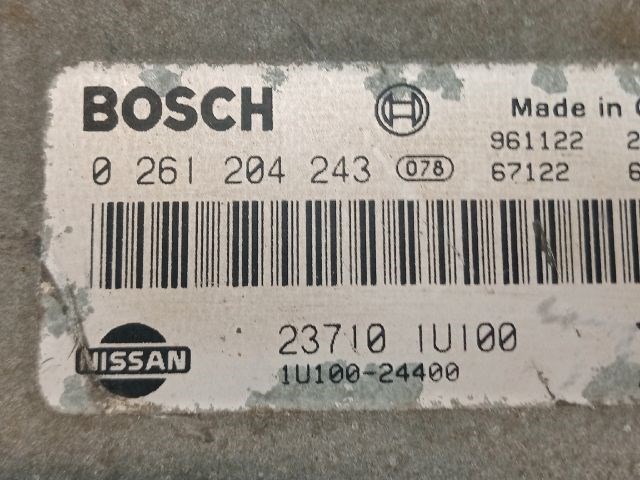 BOSCH
Made in
0 261 204 243 078
961122
67122
NISSAN
23710 1U100
1U100-24400